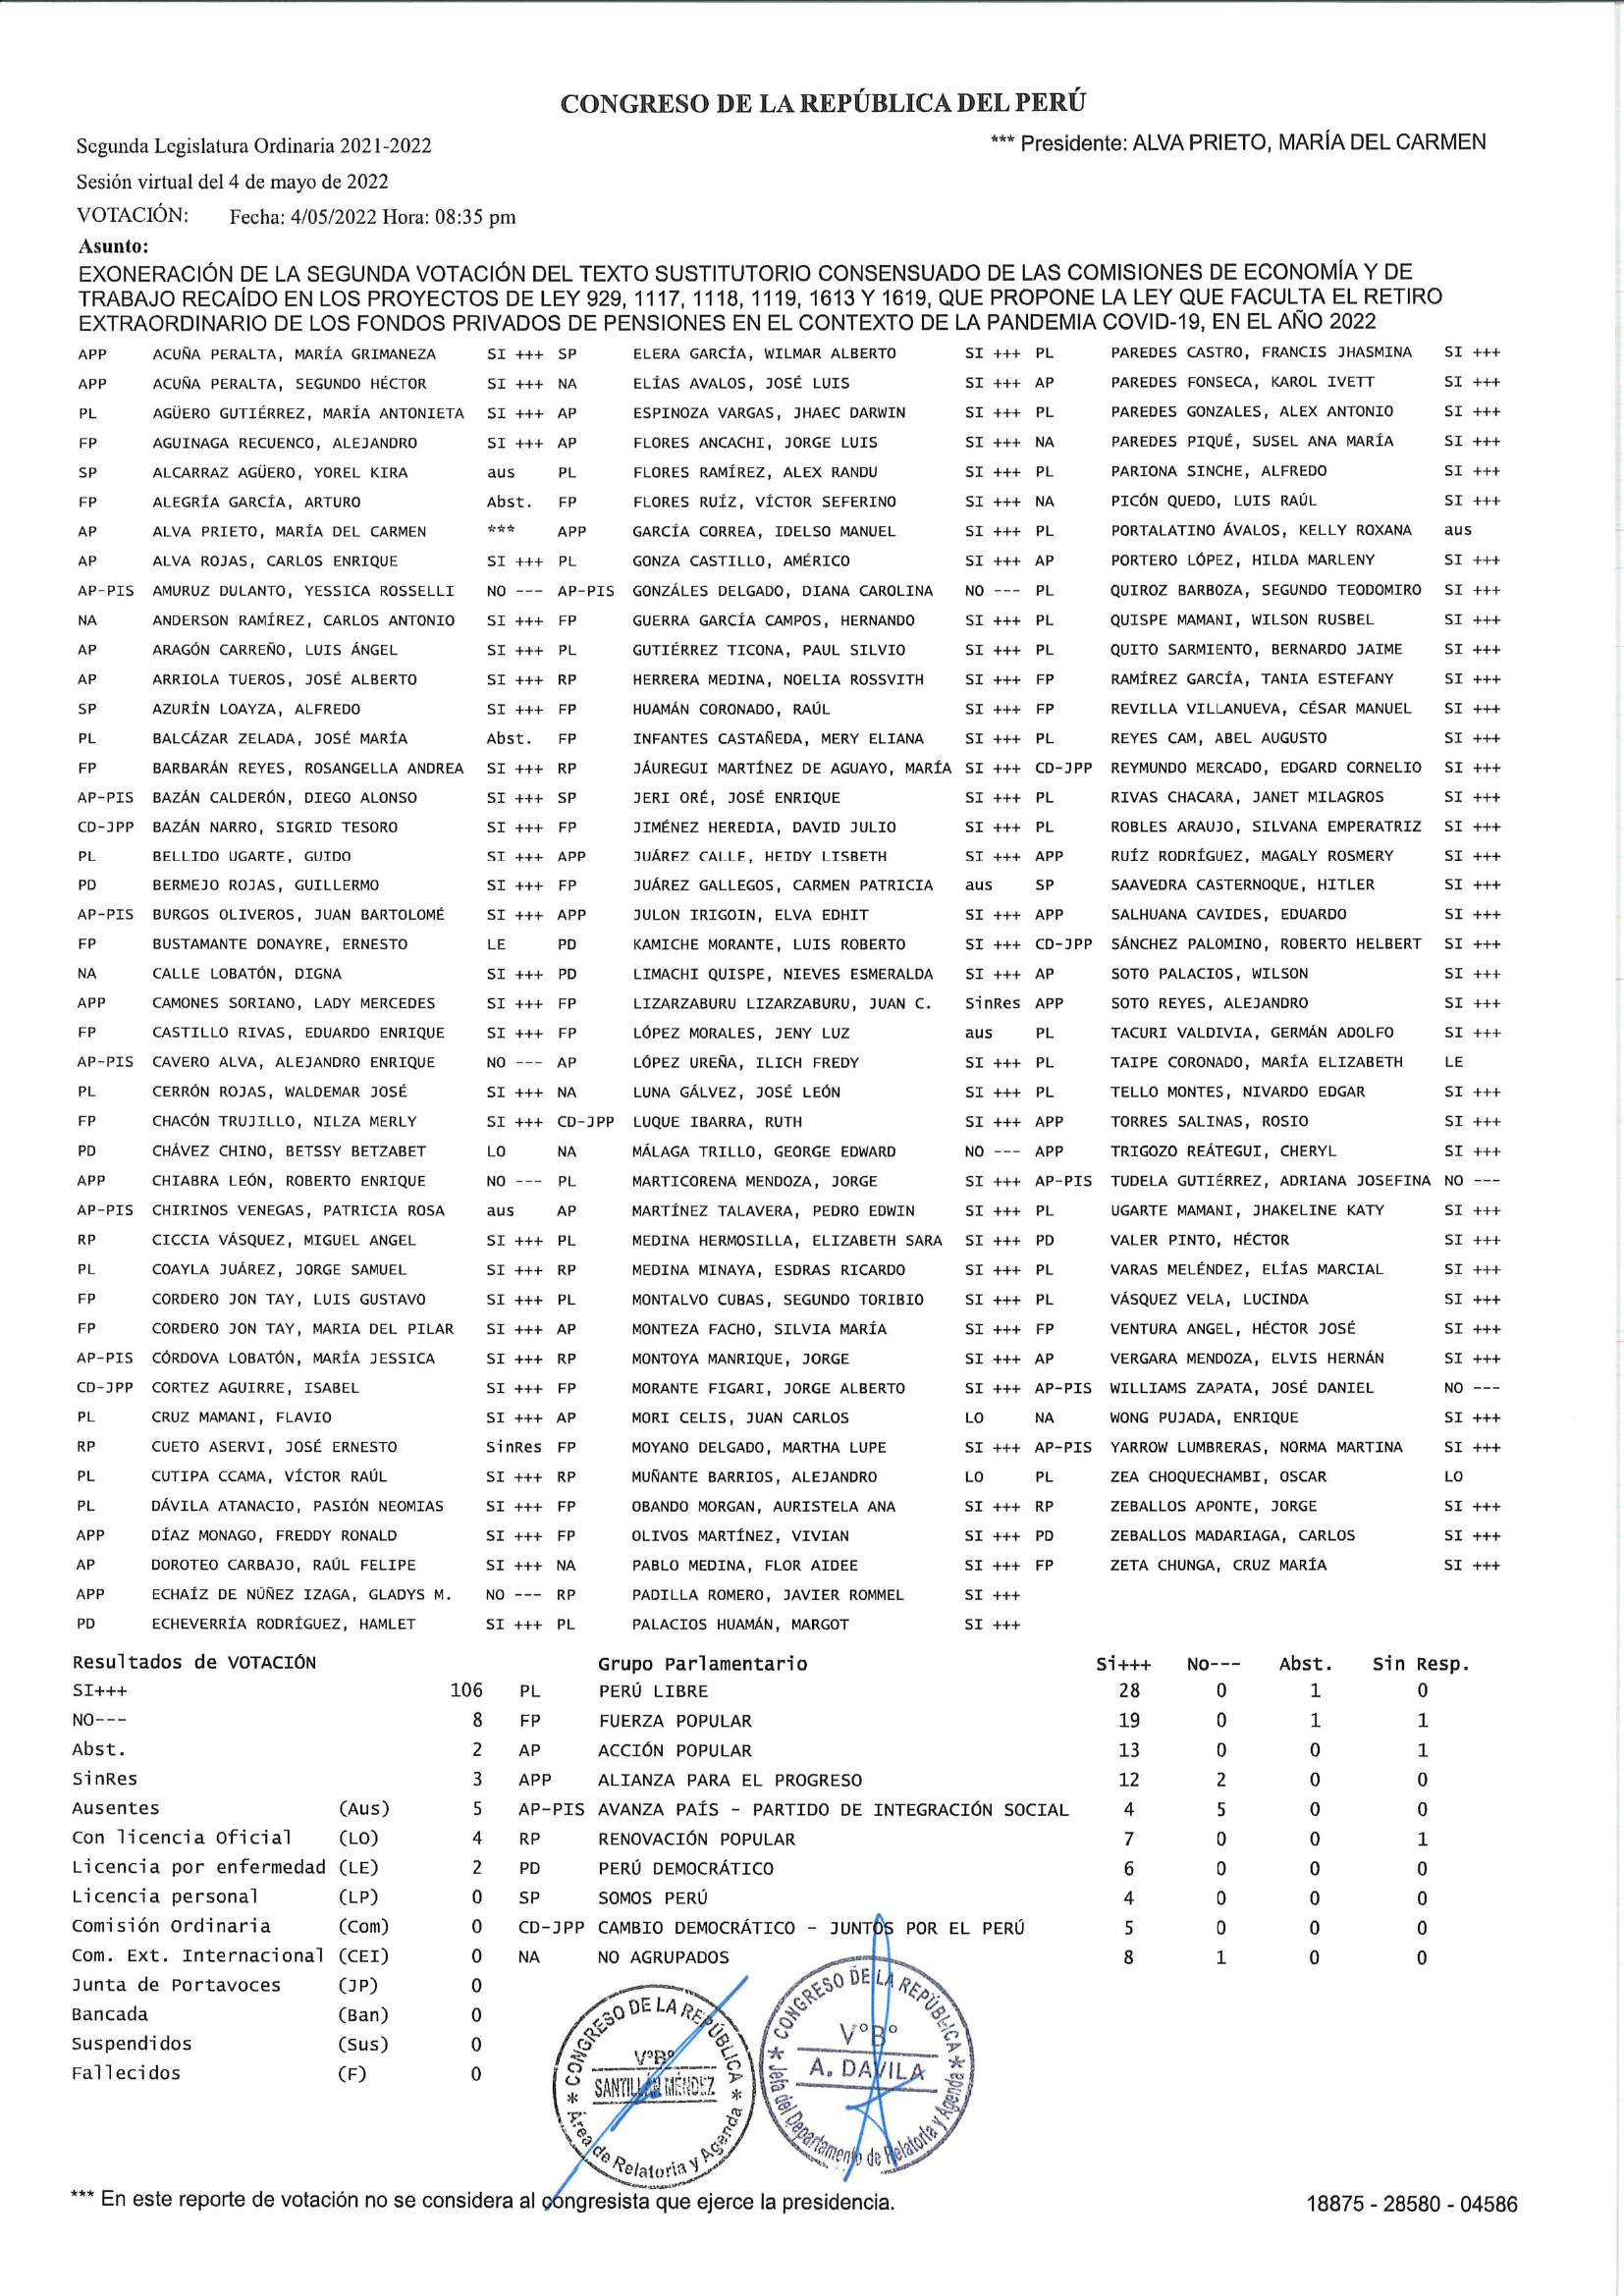 CONGRESO DE LA REPÚBLICA DEL PERÚ
Segunda Legislatura Ordinaria 2021-2022
*** Presidente: ALVA PRIETO, MARÍA DEL CARMEN
Sesión virtual del 4 de mayo de 2022
VOTACIÓN: Fecha: 4/05/2022 Hora: 08:35 pm
Asunto:
EXONERACIÓN DE LA SEGUNDA VOTACIÓN DEL TEXTO SUSTITUTORIO CONSENSUADO DE LAS COMISIONES DE ECONOMÍA Y DE
TRABAJO RECAÍDO EN LOS PROYECTOS DE LEY 929, 1117, 1118, 1119, 1613 Y 1619, QUE PROPONE LA LEY QUE FACULTA EL RETIRO
EXTRAORDINARIO DE LOS FONDOS PRIVADOS DE PENSIONES EN EL CONTEXTO DE LA PANDEMIA COVID-19, EN EL AÑO 2022
APP ACUÑA PERALTA, MARÍA GRIMANEZA SI +++ SP ELERA GARCÍA, WILMAR ALBERTO SI +++ PL PAREDES CASTRO, FRANCIS JHASMINA SI +++
APP ACUÑA PERALTA, SEGUNDO HÉCTOR SI +++ NA ELÍAS AVALOS, JOSÉ LUIS SI +++ AP PAREDES FONSECA, KAROL IVETT SI +++
PL AGÜERO GUTIÉRREZ, MARÍA ANTONIETA SI +++ AP ESPINOZA VARGAS, JHAEC DARWIN SI +++ PL PAREDES GONZALES, ALEX ANTONIO SI +++
FP AGUINAGA RECUENCO, ALEJANDRO SI +++ AP FLORES ANCACHI, JORGE LUIS SI +++ NA PAREDES PIQUÉ, SUSEL ANA MARÍA SI +++
SP ALCARRAZ AGÜERO, YOREL KIRA aus PL FLORES RAMÍREZ, ALEX RANDU SI +++ PL PARIONA SINCHE, ALFREDO SI +++
FP ALEGRÍA GARCÍA, ARTURO Abst. FP FLORES RUÍZ, VÍCTOR SEFERINO SI +++ NA PICÓN QUEDO, LUIS RAÚL SI +++
AP ALVA PRIETO, MARÍA DEL CARMEN *** APP GARCÍA CORREA, IDELSO MANUEL SI +++ PL PORTALATINO ÁVALOS, KELLY ROXANA aus
AP ALVA ROJAS, CARLOS ENRIQUE SI +++ PL GONZA CASTILLO, AMÉRICO SI +++ AP PORTERO LÓPEZ, HILDA MARLENY SI +++
AP-PIS AMURUZ DULANTO, YESSICA ROSSELLI NO --- AP-PIS GONZÁLES DELGADO, DIANA CAROLINA NO --- PL QUIROZ BARBOZA, SEGUNDO TEODOMIRO SI +++
NA ANDERSON RAMÍREZ, CARLOS ANTONIO SI +++ FP GUERRA GARCÍA CAMPOS, HERNANDO SI +++ PL QUISPE MAMANI, WILSON RUSBEL SI +++
AP ARAGÓN CARREÑO, LUIS ÁNGEL SI +++ PL GUTIÉRREZ TICONA, PAUL SILVIO SI +++ PL QUITO SARMIENTO, BERNARDO JAIME SI +++
AP ARRIOLA TUEROS, JOSÉ ALBERTO SI +++ RP HERRERA MEDINA, NOELIA ROSSVITH SI +++ FP RAMÍREZ GARCÍA, TANIA ESTEFANY SI +++
SP AZURÍN LOAYZA, ALFREDO SI +++ FP HUAMÁN CORONADO, RAÚL SI +++ FP REVILLA VILLANUEVA, CÉSAR MANUEL SI +++
PL BALCÁZAR ZELADA, JOSÉ MARÍA Abst. FP INFANTES CASTAÑEDA, MERY ELIANA SI +++ PL REYES CAM, ABEL AUGUSTO SI +++
FP BARBARÁN REYES, ROSANGELLA ANDREA SI +++ RP JÁUREGUI MARTÍNEZ DE AGUAYO, MARÍA SI +++ CD-JPP REYMUNDO MERCADO, EDGARD CORNELIO SI +++
AP-PIS BAZÁN CALDERÓN, DIEGO ALONSO SI +++ SP JERI ORÉ, JOSÉ ENRIQUE SI +++ PL RIVAS CHACARA, JANET MILAGROS SI +++
CD-JPP BAZÁN NARRO, SIGRID TESORO SI +++ FP JIMÉNEZ HEREDIA, DAVID JULIO SI +++ PL ROBLES ARAUJO, SILVANA EMPERATRIZ SI +++
PL BELLIDO UGARTE, GUIDO SI +++ APP JUÁREZ CALLE, HEIDY LISBETH SI +++ APP RUÍZ RODRÍGUEZ, MAGALY ROSMERY SI +++
PD BERMEJO ROJAS, GUILLERMO SI +++ FP JUÁREZ GALLEGOS, CARMEN PATRICIA aus SP SAAVEDRA CASTERNOQUE, HITLER SI +++
AP-PIS BURGOS OLIVEROS, JUAN BARTOLOMÉ SI +++ APP JULON IRIGOIN, ELVA EDHIT SI +++ APP SALHUANA CAVIDES, EDUARDO SI +++
FP BUSTAMANTE DONAYRE, ERNESTO LE PD KAMICHE MORANTE, LUIS ROBERTO SI +++ CD-JPP SÁNCHEZ PALOMINO, ROBERTO HELBERT SI +++
NA CALLE LOBATÓN, DIGNA SI +++ PD LIMACHI QUISPE, NIEVES ESMERALDA SI +++ AP SOTO PALACIOS, WILSON SI +++
APP CAMONES SORIANO, LADY MERCEDES SI +++ FP LIZARZABURU LIZARZABURU, JUAN C. SinRes APP SOTO REYES, ALEJANDRO SI +++
FP CASTILLO RIVAS, EDUARDO ENRIQUE SI +++ FP LÓPEZ MORALES, JENY LUZ aus PL TACURI VALDIVIA, GERMÁN ADOLFO SI +++
AP-PIS CAVERO ALVA, ALEJANDRO ENRIQUE NO --- AP LÓPEZ UREÑA, ILICH FREDY SI +++ PL TAIPE CORONADO, MARÍA ELIZABETH LE
PL CERRÓN ROJAS, WALDEMAR JOSÉ SI +++ NA LUNA GÁLVEZ, JOSÉ LEÓN SI +++ PL TELLO MONTES, NIVARDO EDGAR SI +++
FP CHACÓN TRUJILLO, NILZA MERLY SI +++ CD-JPP LUQUE IBARRA, RUTH SI +++ APP TORRES SALINAS, ROSIO SI +++
PD CHÁVEZ CHINO, BETSSY BETZABET LO NA MÁLAGA TRILLO, GEORGE EDWARD NO --- APP TRIGOZO REÁTEGUI, CHERYL SI +++
APP CHIABRA LEÓN, ROBERTO ENRIQUE NO --- PL MARTICORENA MENDOZA, JORGE SI +++ AP-PIS TUDELA GUTIÉRREZ, ADRIANA JOSEFINA NO ---
AP-PIS CHIRINOS VENEGAS, PATRICIA ROSA aus AP MARTÍNEZ TALAVERA, PEDRO EDWIN SI +++ PL UGARTE MAMANI, JHAKELINE KATY SI +++
RP CICCIA VÁSQUEZ, MIGUEL ANGEL SI +++ PL MEDINA HERMOSILLA, ELIZABETH SARA SI +++ PD VALER PINTO, HÉCTOR SI +++
PL COAYLA JUÁREZ, JORGE SAMUEL SI +++ RP MEDINA MINAYA, ESDRAS RICARDO SI +++ PL VARAS MELÉNDEZ, ELÍAS MARCIAL SI +++
FP CORDERO JON TAY, LUIS GUSTAVO SI +++ PL MONTALVO CUBAS, SEGUNDO TORIBIO SI +++ PL VÁSQUEZ VELA, LUCINDA SI +++
FP CORDERO JON TAY, MARIA DEL PILAR SI +++ AP MONTEZA FACHO, SILVIA MARÍA SI +++ FP VENTURA ANGEL, HÉCTOR JOSÉ SI +++
AP-PIS CÓRDOVA LOBATÓN, MARÍA JESSICA SI +++ RP MONTOYA MANRIQUE, JORGE SI +++ AP VERGARA MENDOZA, ELVIS HERNÁN SI +++
CD-JPP CORTEZ AGUIRRE, ISABEL SI +++ FP MORANTE FIGARI, JORGE ALBERTO SI +++ AP-PIS WILLIAMS ZAPATA, JOSÉ DANIEL NO ---
PL CRUZ MAMANI, FLAVIO SI +++ AP MORI CELIS, JUAN CARLOS LO NA WONG PUJADA, ENRIQUE SI +++
RP CUETO ASERVI, JOSÉ ERNESTO SinRes FP MOYANO DELGADO, MARTHA LUPE SI +++ AP-PIS YARROW LUMBRERAS, NORMA MARTINA SI +++
PL CUTIPA CCAMA, VÍCTOR RAÚL SI +++ RP MUÑANTE BARRIOS, ALEJANDRO LO PL ZEA CHOQUECHAMBI, OSCAR LO
PL DÁVILA ATANACIO, PASIÓN NEOMIAS SI +++ FP OBANDO MORGAN, AURISTELA ANA SI +++ RP ZEBALLOS APONTE, JORGE SI +++
APP DÍAZ MONAGO, FREDDY RONALD SI +++ FP OLIVOS MARTÍNEZ, VIVIAN SI +++ PD ZEBALLOS MADARIAGA, CARLOS SI +++
AP DOROTEO CARBAJO, RAÚL FELIPE SI +++ NA PABLO MEDINA, FLOR AIDEE SI +++ FP ZETA CHUNGA, CRUZ MARÍA SI +++
APP ECHAÍZ DE NÚÑEZ IZAGA, GLADYS M. NO --- RP PADILLA ROMERO, JAVIER ROMMEL SI +++
PD ECHEVERRÍA RODRÍGUEZ, HAMLET SI +++ PL PALACIOS HUAMÁN, MARGOT SI +++
Resultados de VOTACIÓN Grupo Parlamentario Si+++ No--- Abst. Sin Resp.
SI+++ 106 PL PERÚ LIBRE 28 0 1 0
NO--- 8 FP FUERZA POPULAR 19 0 1 1
Abst. 2 AP ACCIÓN POPULAR 13 0 0 1
SinRes 3 APP ALIANZA PARA EL PROGRESO 12 2 0 0
Ausentes (Aus) 5 AP-PIS AVANZA PAÍS - PARTIDO DE INTEGRACIÓN SOCIAL 4 5 0 0
Con licencia Oficial (LO) 4 RP RENOVACIÓN POPULAR 7 0 0 1
Licencia por enfermedad (LE) 2 PD PERÚ DEMOCRÁTICO 6 0 0 0
Licencia personal (LP) 0 SP SOMOS PERÚ 4 0 0 0
Comisión Ordinaria (Com) 0 CD-JPP CAMBIO DEMOCRÁTICO - JUNTOS POR EL PERÚ 5 0 0 0
Com. Ext. Internacional (CEI) 0 NA NO AGRUPADOS 8 1 0 0
Junta de Portavoces (JP) 0
Bancada (Ban) 0
Suspendidos (Sus) 0
Fallecidos (F) 0
* CONGRESO DE LA REPÚBLICA *
V°B°
SANTILLÁN MÉNDEZ
Área de Relatoría y Agenda
* CONGRESO DE LA REPÚBLICA *
V°B°
A. DAVILA
Jefa del Departamento de Relatoría y Agenda
*** En este reporte de votación no se considera al congresista que ejerce la presidencia.
18875 - 28580 - 04586